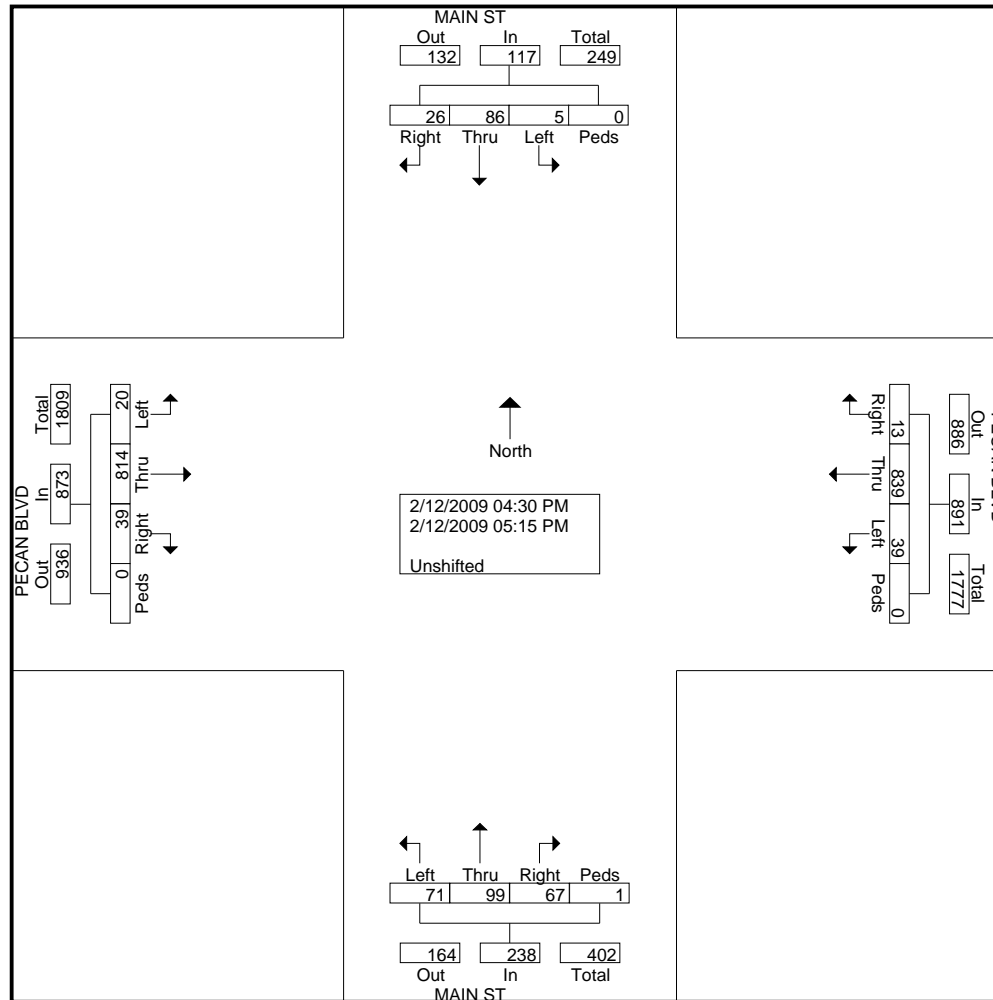 MAIN ST
Out In Total
132 117 249
26 86 5 0
Right Thru Left Peds
PECAN BLVD
Out In Total
936 873 1809
20 814 39 0
Left Thru Right Peds
North
2/12/2009 04:30 PM
2/12/2009 05:15 PM
Unshifted
Right Thru Left Peds
13 839 39 0
Out In Total
886 891 1777
Left Thru Right Peds
71 99 67 1
164 238 402
Out In Total
MAIN ST